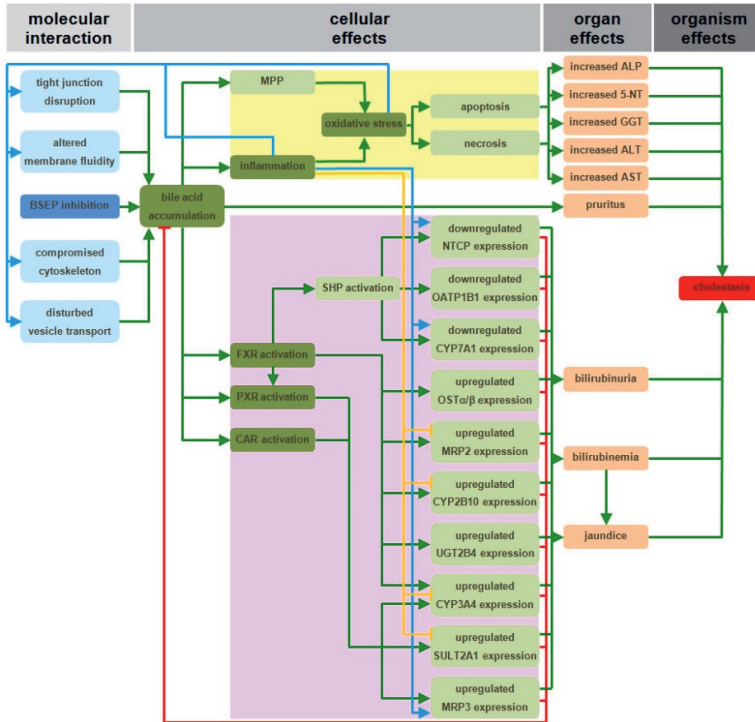 molecular
interaction
cellular
effects
organ
effects
organism
effects
tight junction
disruption
altered
membrane fluidity
BSEP inhibition
compromised
cytoskeleton
disturbed
vesicle transport
bile acid
accumulation
MPP
oxidative stress
inflammation
apoptosis
necrosis
SHP activation
FXR activation
PXR activation
CAR activation
downregulated
NTCP expression
downregulated
OATP1B1 expression
downregulated
CYP7A1 expression
upregulated
OSTα/β expression
upregulated
MRP2 expression
upregulated
CYP2B10 expression
upregulated
UGT2B4 expression
upregulated
CYP3A4 expression
upregulated
SULT2A1 expression
upregulated
MRP3 expression
increased ALP
increased 5-NT
increased GGT
increased ALT
increased AST
pruritus
bilirubinuria
bilirubinemia
jaundice
cholestasis